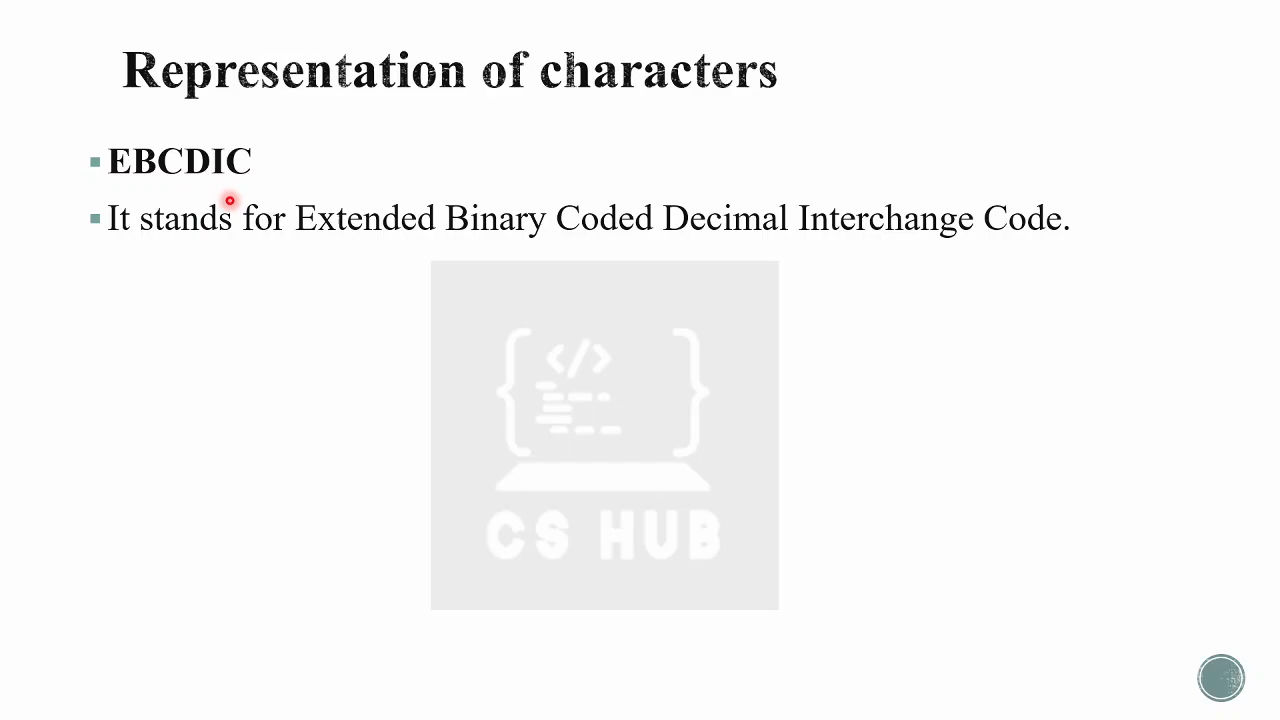 Representation of characters
EBCDIC
It stands for Extended Binary Coded Decimal Interchange Code.
</>
CS HUB